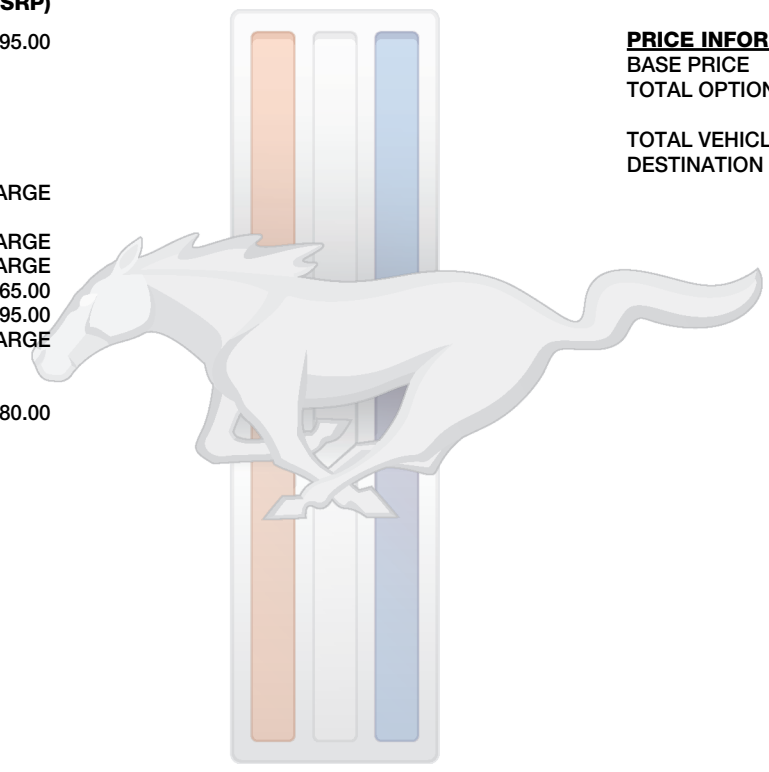 SRP)
95.00
ARGE
ARGE
ARGE
65.00
95.00
ARGE
80.00
PRICE INFOR
BASE PRICE
TOTAL OPTION
TOTAL VEHICL
DESTINATION